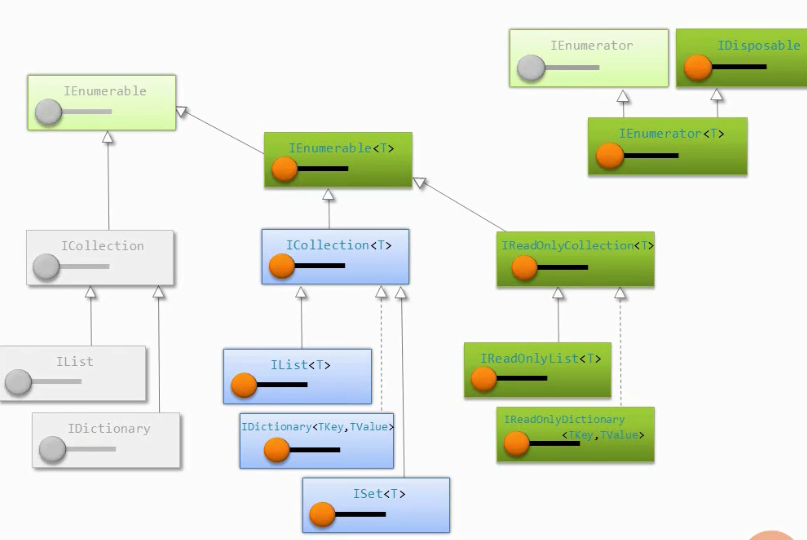 IEnumerator
IDisposable
IEnumerable
IEnumerator<T>
IEnumerable<T>
ICollection
ICollection<T>
IReadOnlyCollection<T>
IList
IList<T>
IReadOnlyList<T>
IDictionary
IDictionary<TKey,TValue>
IReadOnlyDictionary
<TKey,TValue>
ISet<T>